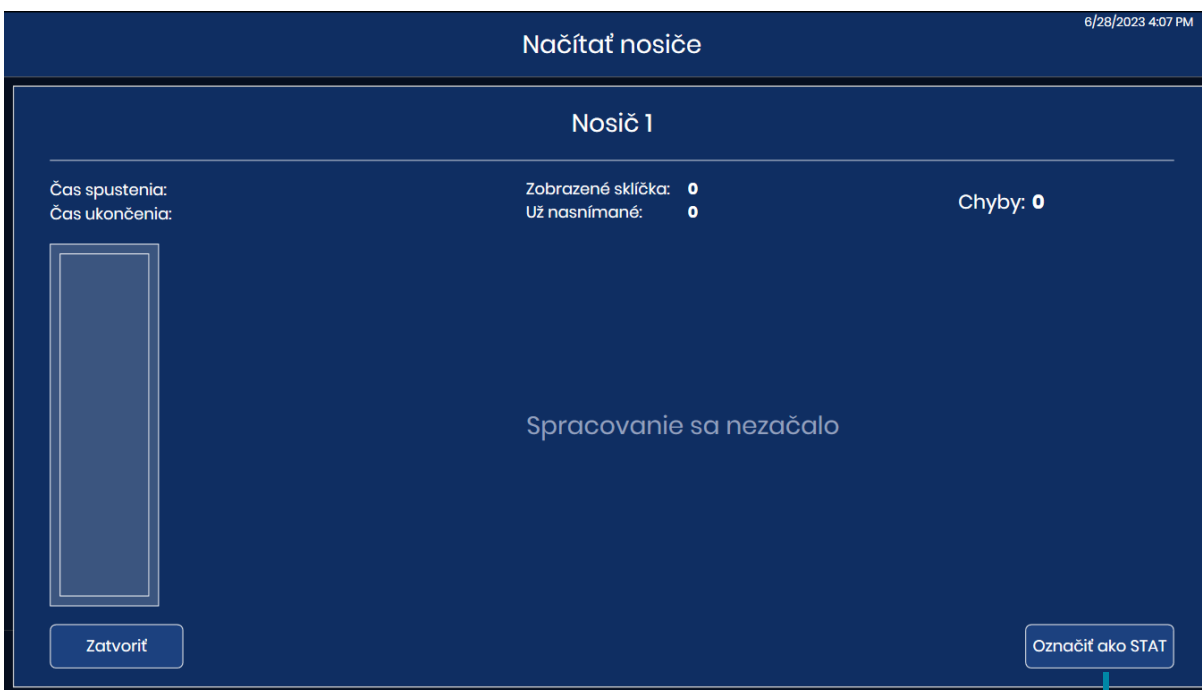 6/28/2023 4:07 PM
Načítať nosiče
Nosič 1
Čas spustenia:
Čas ukončenia:
Zobrazené sklíčka: 0
Už nasnímané: 0
Chyby: 0
Spracovanie sa nezačalo
Zatvoriť
Označiť ako STAT